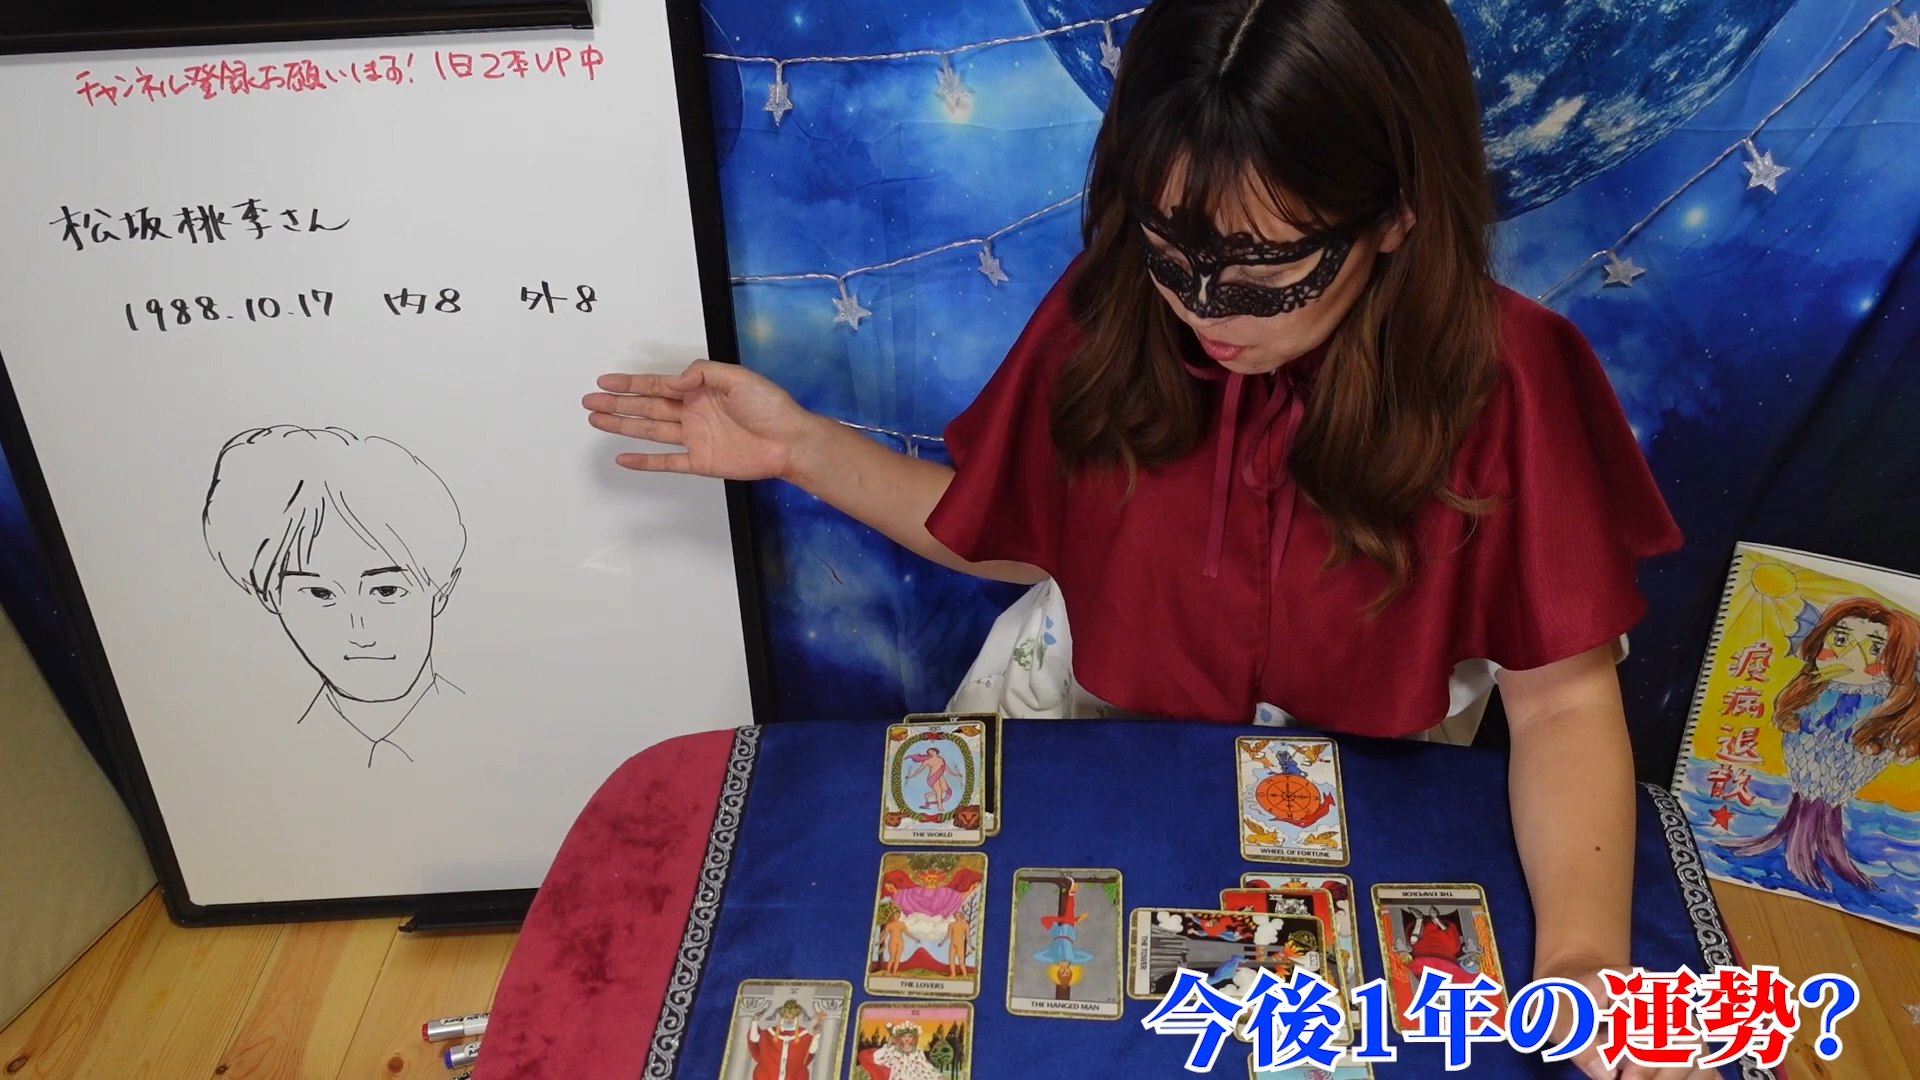 チャンネル登録お願いします! 1日2本UP中
松坂桃李さん
1988.10.17 内8 外8
疫病退散★
XXI
THE WORLD
X
WHEEL OF FORTUNE
THE LOVERS
THE HANGED MAN
THE TOWER
THE EMPEROR
V
III
今後1年の運勢?